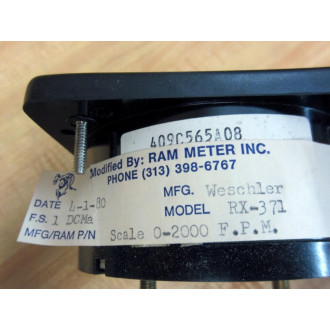 409C565A08
Modified By: RAM METER INC.
PHONE (313) 398-6767
MFG. Weschler
DATE 4-1-80
MODEL RX-371
F.S. 1 DCMa
MFG/RAM P/N Scale 0-2000 F.P.M.